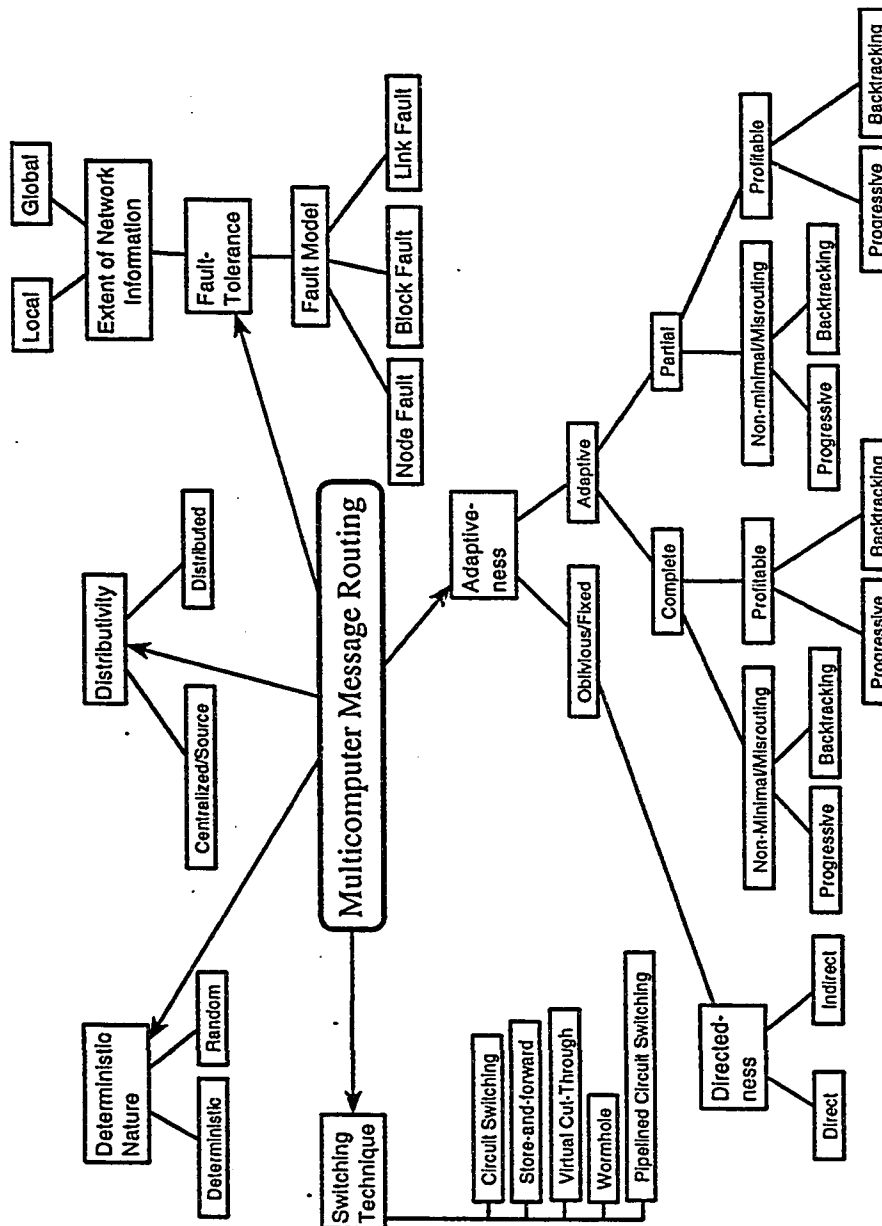 Deterministic
Nature
Deterministic
Random
Distributivity
Centralized/Source
Distributed
Local
Global
Extent of Network
Information
Fault-
Tolerance
Fault Model
Node Fault
Block Fault
Link Fault
Multicomputer Message Routing
Switching
Technique
Circuit Switching
Store-and-forward
Virtual Cut-Through
Wormhole
Pipelined Circuit Switching
Adaptive-
ness
Oblivious/Fixed
Adaptive
Complete
Partial
Directed-
ness
Direct
Indirect
Non-Minimal/Misrouting
Progressive
Backtracking
Profitable
Progressive
Backtracking
Non-minimal/Misrouting
Progressive
Backtracking
Profitable
Progressive
Backtracking